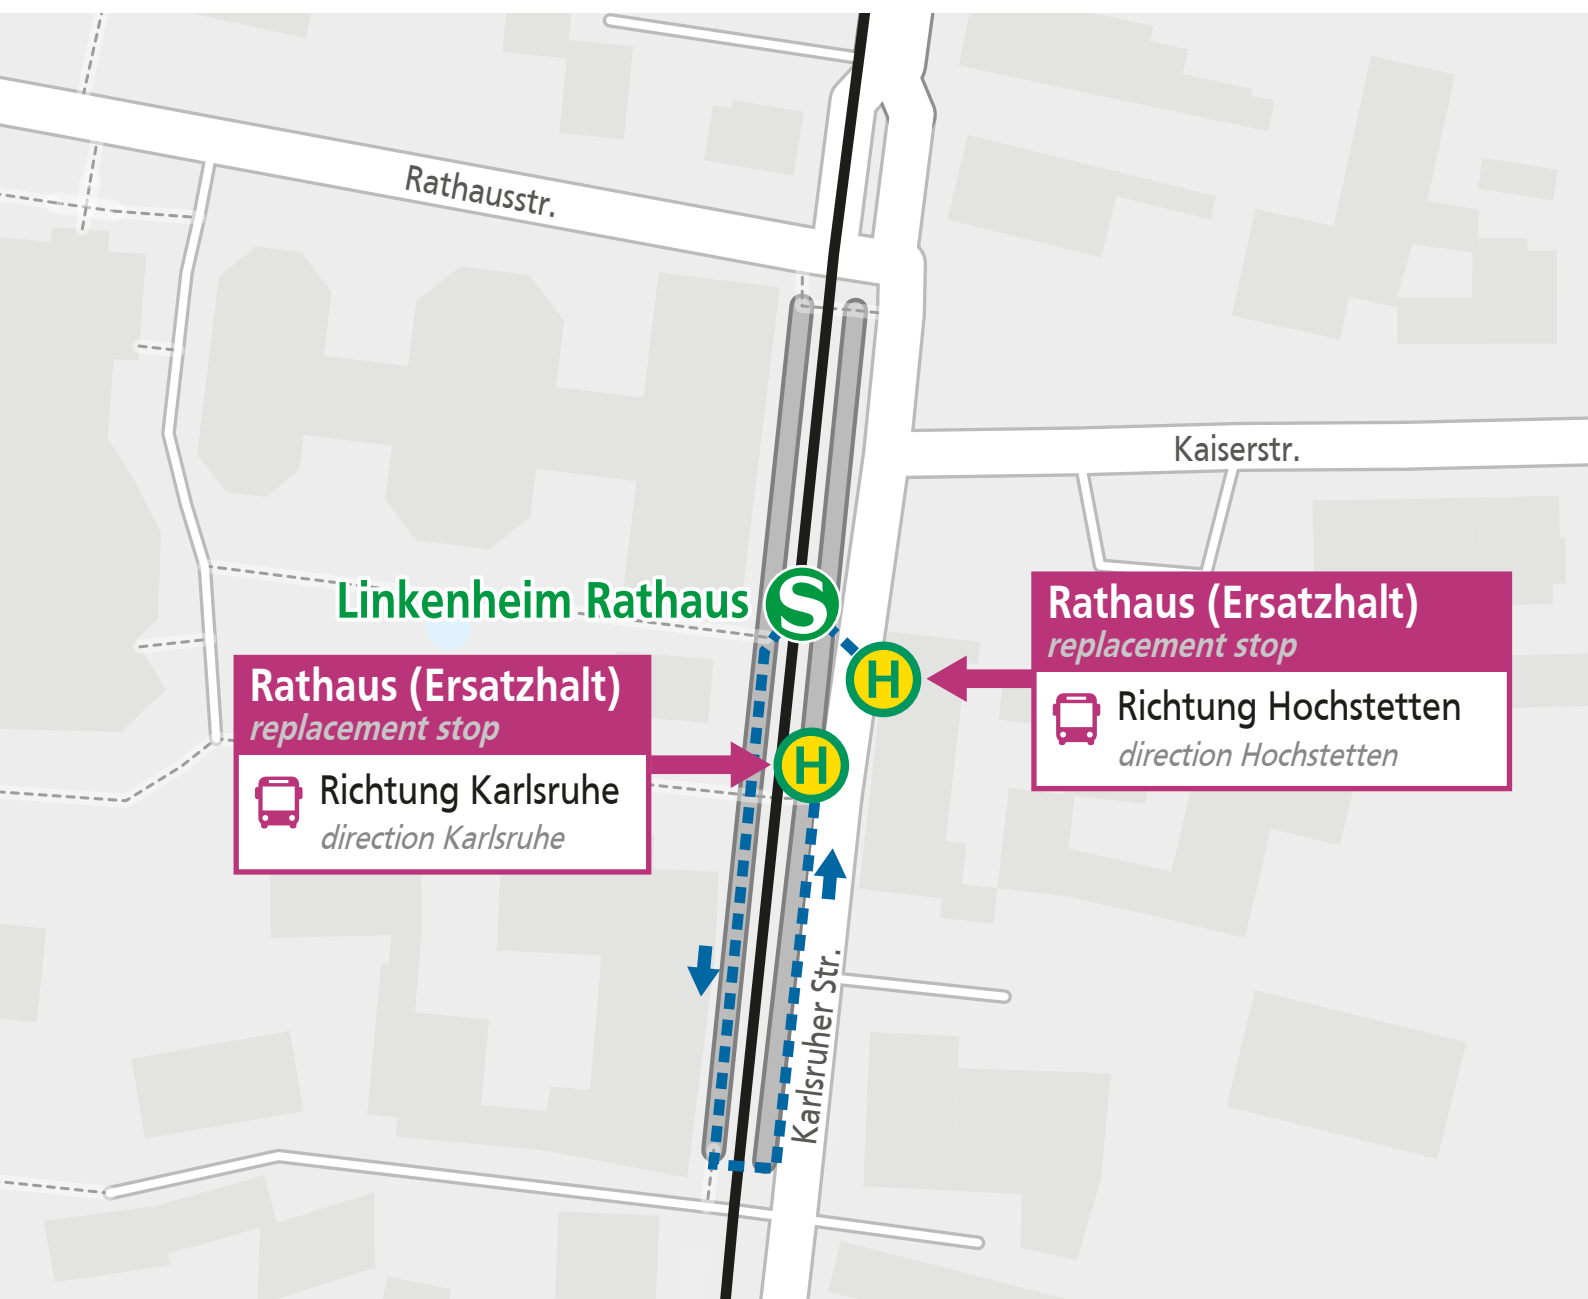 Rathausstr.
Kaiserstr.
Linkenheim Rathaus
S
Rathaus (Ersatzhalt)
replacement stop
Richtung Hochstetten
direction Hochstetten
H
Rathaus (Ersatzhalt)
replacement stop
Richtung Karlsruhe
direction Karlsruhe
H
Karlsruher Str.